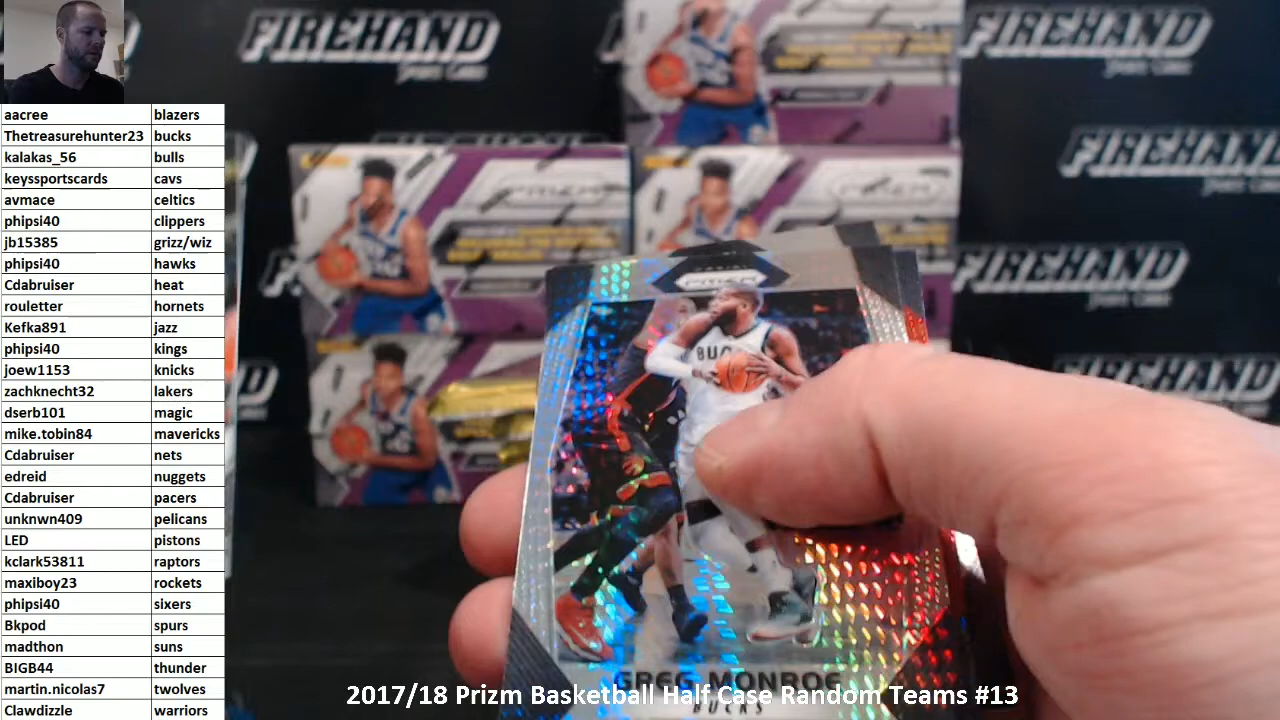 aacree blazers
Thetreasurehunter23 bucks
kalakas_56 bulls
keyssportscards cavs
avmace celtics
phipsi40 clippers
jb15385 grizz/wiz
phipsi40 hawks
Cdabruiser heat
rouletter hornets
Kefka891 jazz
phipsi40 kings
joew1153 knicks
zachknecht32 lakers
dserb101 magic
mike.tobin84 mavericks
Cdabruiser nets
edreid nuggets
Cdabruiser pacers
unknwn409 pelicans
LED pistons
kclark53811 raptors
maxiboy23 rockets
phipsi40 sixers
Bkpod spurs
madthon suns
BIGB44 thunder
martin.nicolas7 twolves
Clawdizzle warriors
FIREHAND
FIREHAND
FIREHAND
FIREHAND
FIREHAND
PRIZM
PRIZM
GREG MONROE
BUCKS
2017/18 Prizm Basketball Half Case Random Teams #13